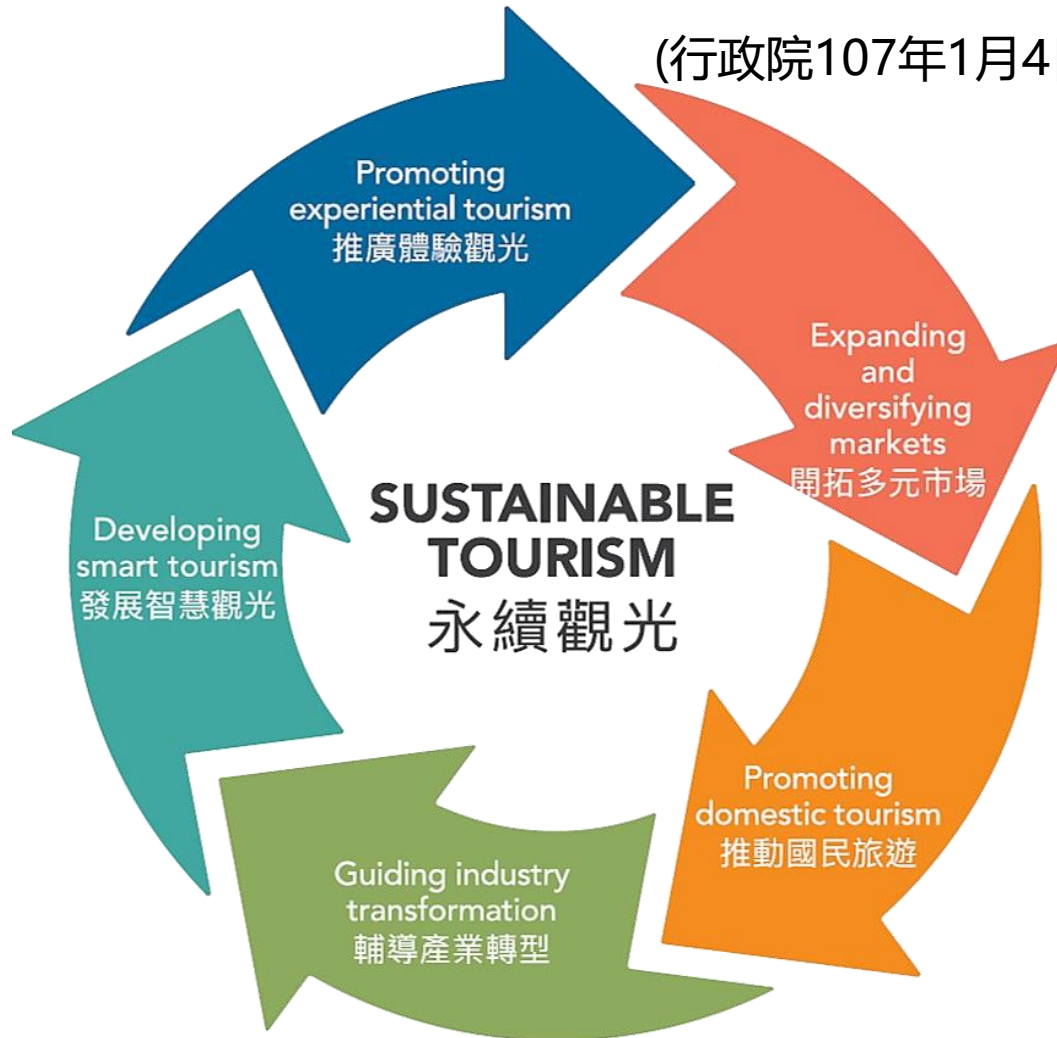 (行政院107年1月4
Promoting
experiential tourism
推廣體驗觀光
Expanding
and
diversifying
markets
開拓多元市場
Promoting
domestic tourism
推動國民旅遊
Guiding industry
transformation
輔導產業轉型
Developing
smart tourism
發展智慧觀光
SUSTAINABLE
TOURISM
永續觀光